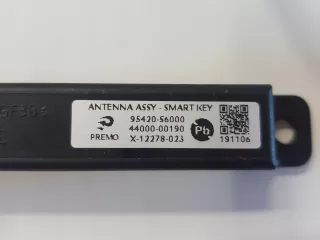 ANTENNA ASSY - SMART KEY
95420-S6000
44000-00190
PREMO
X-12278-023
Pb
191106